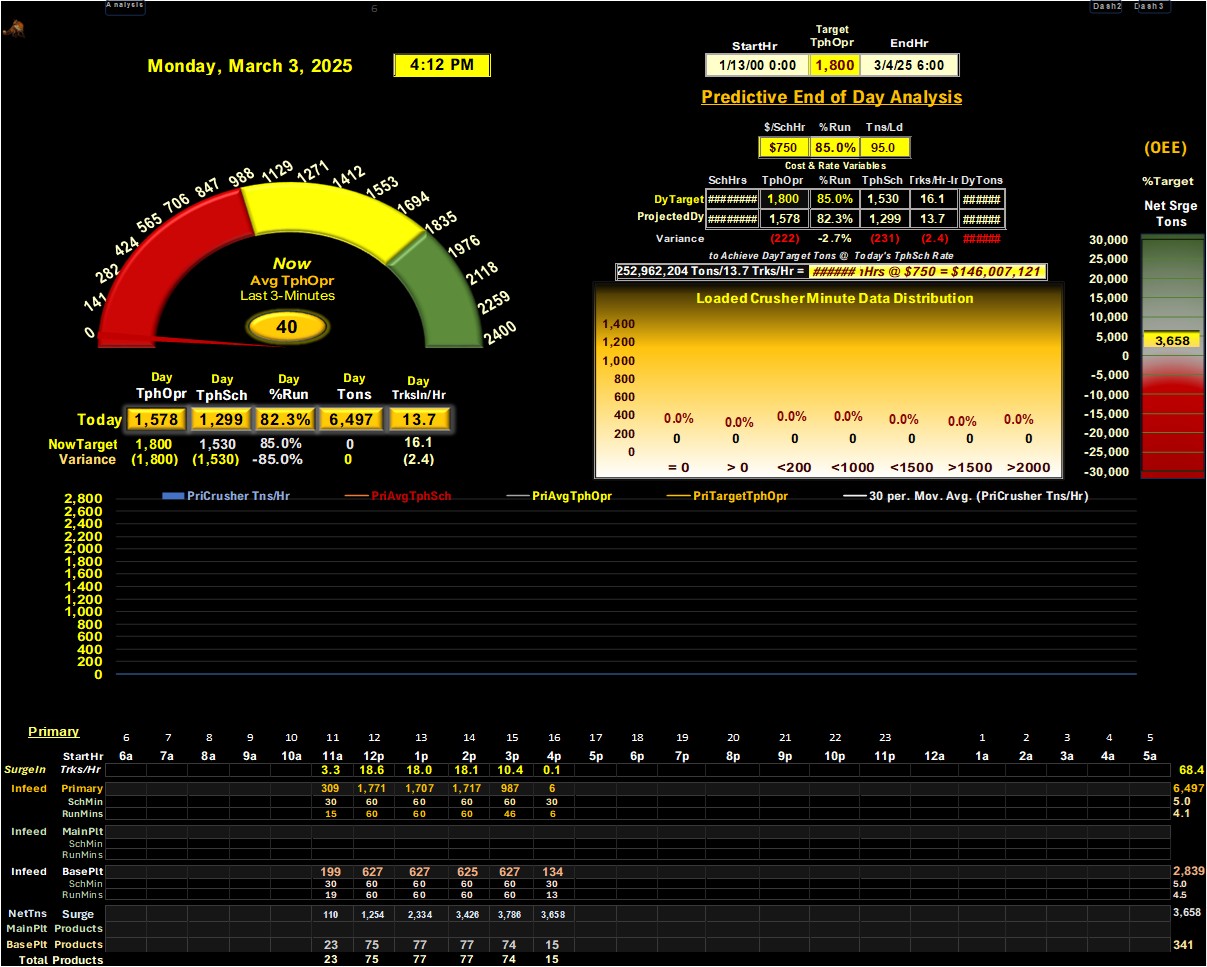 Analysis 6 Dash2 Dash3
Monday, March 3, 2025 4:12 PM
StartHr Target TphOpr EndHr
1/13/00 0:00 1,800 3/4/25 6:00
Predictive End of Day Analysis
$/SchHr %Run Tns/Ld
$750 85.0% 95.0
Cost & Rate Variables
SchHrs TphOpr %Run TphSch Trks/Hr-Ir DyTons
DyTarget ######## 1,800 85.0% 1,530 16.1 ######
ProjectedDy ######## 1,578 82.3% 1,299 13.7 ######
Variance (222) -2.7% (231) (2.4) ######
to Achieve DayTarget Tons @ Today's TphSch Rate
252,962,204 Tons/13.7 Trks/Hr = ###### ıHrs @ $750 = $146,007,121
(OEE)
%Target
Net Srge
Tons
30,000
25,000
20,000
15,000
10,000
5,000
3,658
0
-5,000
-10,000
-15,000
-20,000
-25,000
-30,000
0 141 282 424 565 706 847 988 1129 1271 1412 1553 1694 1835 1976 2118 2259 2400
Now
Avg TphOpr
Last 3-Minutes
40
Day Day Day Day Day
TphOpr TphSch %Run Tons TrksIn/Hr
Today 1,578 1,299 82.3% 6,497 13.7
NowTarget 1,800 1,530 85.0% 0 16.1
Variance (1,800) (1,530) -85.0% 0 (2.4)
Loaded Crusher Minute Data Distribution
1,400
1,200
1,000
800
600
400
200
0
0.0% 0.0% 0.0% 0.0% 0.0% 0.0% 0.0%
0 0 0 0 0 0 0
= 0 > 0 <200 <1000 <1500 >1500 >2000
PriCrusher Tns/Hr PriAvgTphSch PriAvgTphOpr PriTargetTphOpr 30 per. Mov. Avg. (PriCrusher Tns/Hr)
2,800
2,600
2,400
2,200
2,000
1,800
1,600
1,400
1,200
1,000
800
600
400
200
0
Primary 6 7 8 9 10 11 12 13 14 15 16 17 18 19 20 21 22 23 1 2 3 4 5
StartHr 6a 7a 8a 9a 10a 11a 12p 1p 2p 3p 4p 5p 6p 7p 8p 9p 10p 11p 12a 1a 2a 3a 4a 5a
SurgeIn Trks/Hr 3.3 18.6 18.0 18.1 10.4 0.1 68.4
Infeed Primary 309 1,771 1,707 1,717 987 6 6,497
SchMin 30 60 60 60 60 30 5.0
RunMins 15 60 60 60 46 6 4.1
Infeed MainPlt
SchMin
RunMins
Infeed BasePlt 199 627 627 625 627 134 2,839
SchMin 30 60 60 60 60 30 5.0
RunMins 19 60 60 60 60 13 4.5
NetTns Surge 110 1,254 2,334 3,426 3,786 3,658 3,658
MainPlt Products
BasePlt Products 23 75 77 77 74 15 341
Total Products 23 75 77 77 74 15